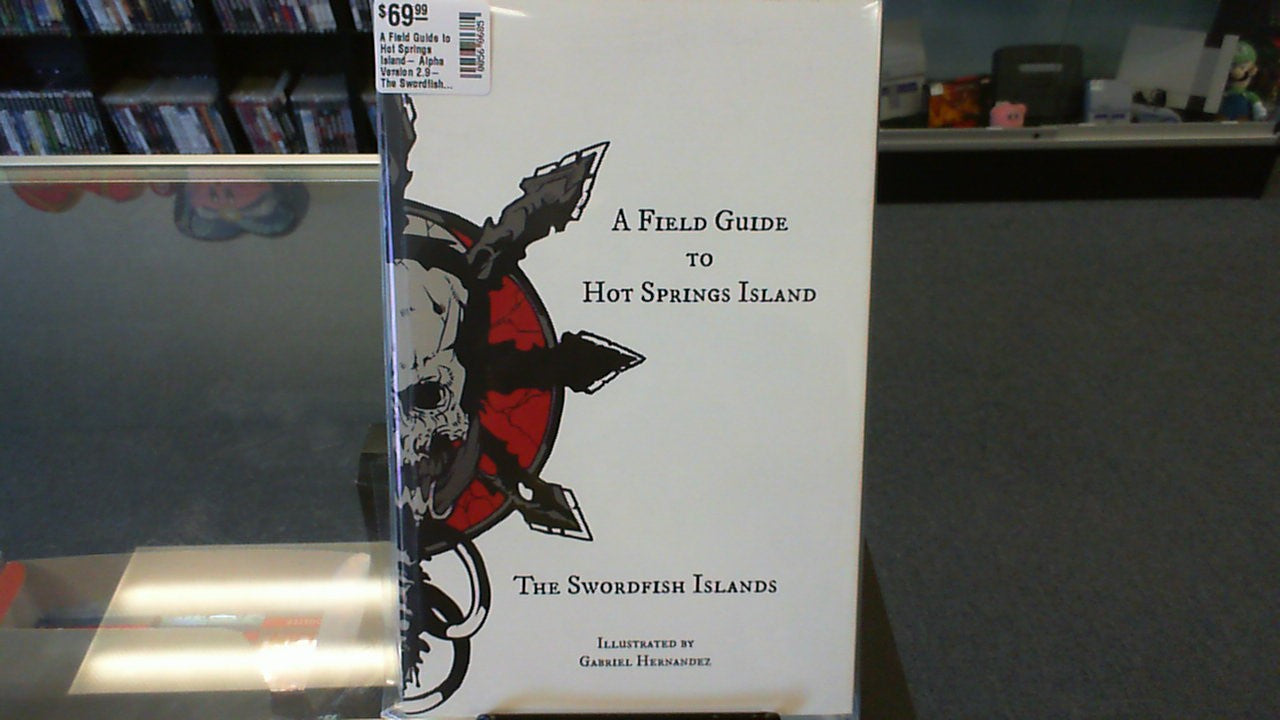 $69.99
A Field Guide to
Hot Springs
Island— Alpha
Version 2.9—
The Swordfish...
A Field Guide
to
Hot Springs Island
The Swordfish Islands
Illustrated by
Gabriel Hernandez